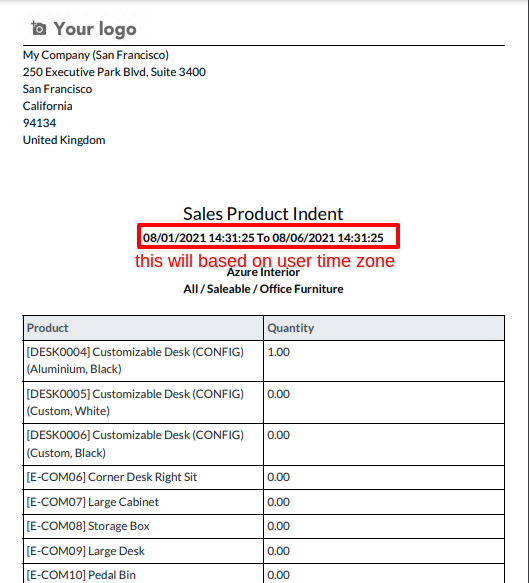 Your logo
My Company (San Francisco)
250 Executive Park Blvd, Suite 3400
San Francisco
California
94134
United Kingdom
Sales Product Indent
08/01/2021 14:31:25 To 08/06/2021 14:31:25
this will based on user time zone
Azure Interior
All / Saleable / Office Furniture
Product Quantity
[DESK0004] Customizable Desk (CONFIG) 1.00
(Aluminium, Black)
[DESK0005] Customizable Desk (CONFIG) 0.00
(Custom, White)
[DESK0006] Customizable Desk (CONFIG) 0.00
(Custom, Black)
[E-COM06] Corner Desk Right Sit 0.00
[E-COM07] Large Cabinet 0.00
[E-COM08] Storage Box 0.00
[E-COM09] Large Desk 0.00
[E-COM10] Pedal Bin 0.00